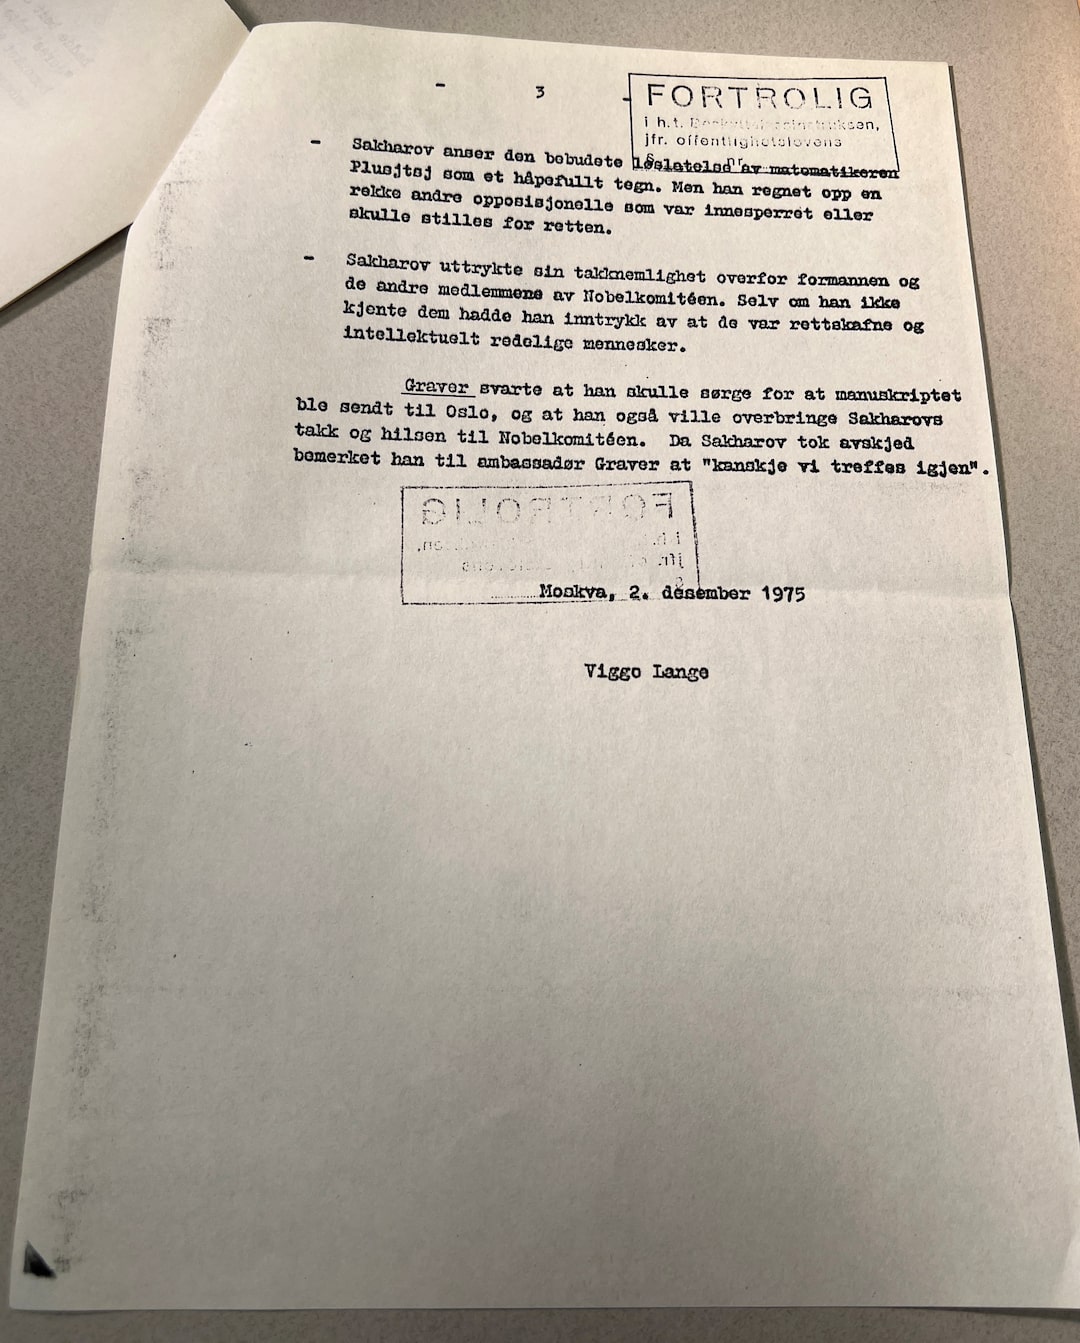 - 3 -
FORTROLIG
i h.t. Beskyttelsesinstruksen,
jfr. offentlighetslovens
§ nr
- Sakharov anser den bebudete løslatelse av matematikeren
Plusjtsj som et håpefullt tegn. Men han regnet opp en
rekke andre opposisjonelle som var innesperret eller
skulle stilles for retten.
- Sakharov uttrykte sin takknemlighet overfor formannen og
de andre medlemmene av Nobelkomitéen. Selv om han ikke
kjente dem hadde han inntrykk av at de var rettskafne og
intellektuelt redelige mennesker.
Graver svarte at han skulle sørge for at manuskriptet
ble sendt til Oslo, og at han også ville overbringe Sakharovs
takk og hilsen til Nobelkomitéen. Da Sakharov tok avskjed
bemerket han til ambassadør Graver at "kanskje vi treffes igjen".
FORTROLIG
i h.t.
jfr.
§
Moskva, 2. desember 1975
Viggo Lange